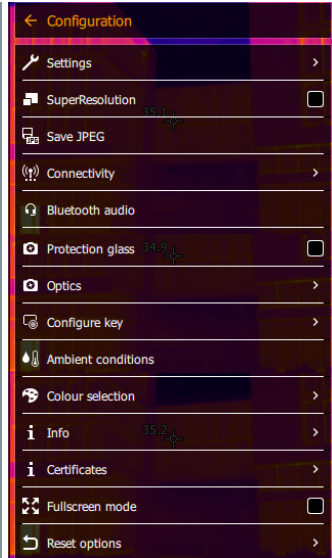 Configuration
Settings
SuperResolution
35.1
Save JPEG
Connectivity
Bluetooth audio
Protection glass 34.9
Optics
Configure key
Ambient conditions
Colour selection
Info 35.2
Certificates
Fullscreen mode
Reset options